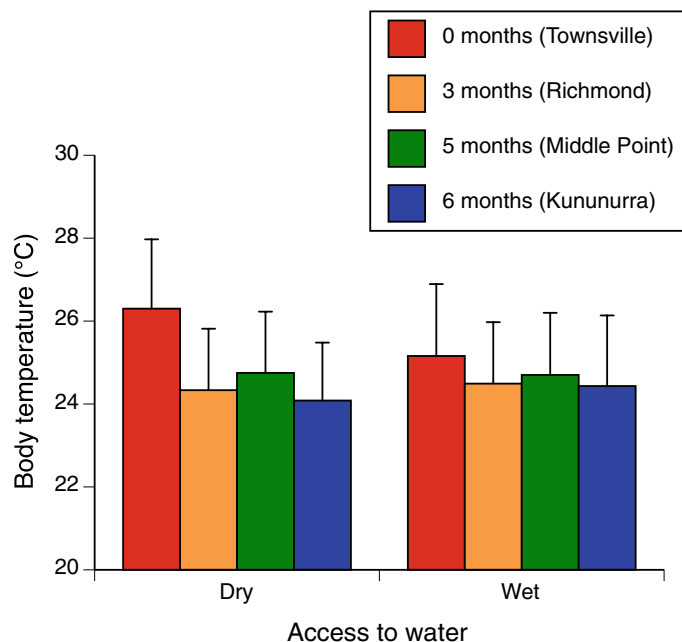 0 months (Townsville)
3 months (Richmond)
5 months (Middle Point)
6 months (Kununurra)
Body temperature (°C)
30
28
26
24
22
20
Dry
Wet
Access to water